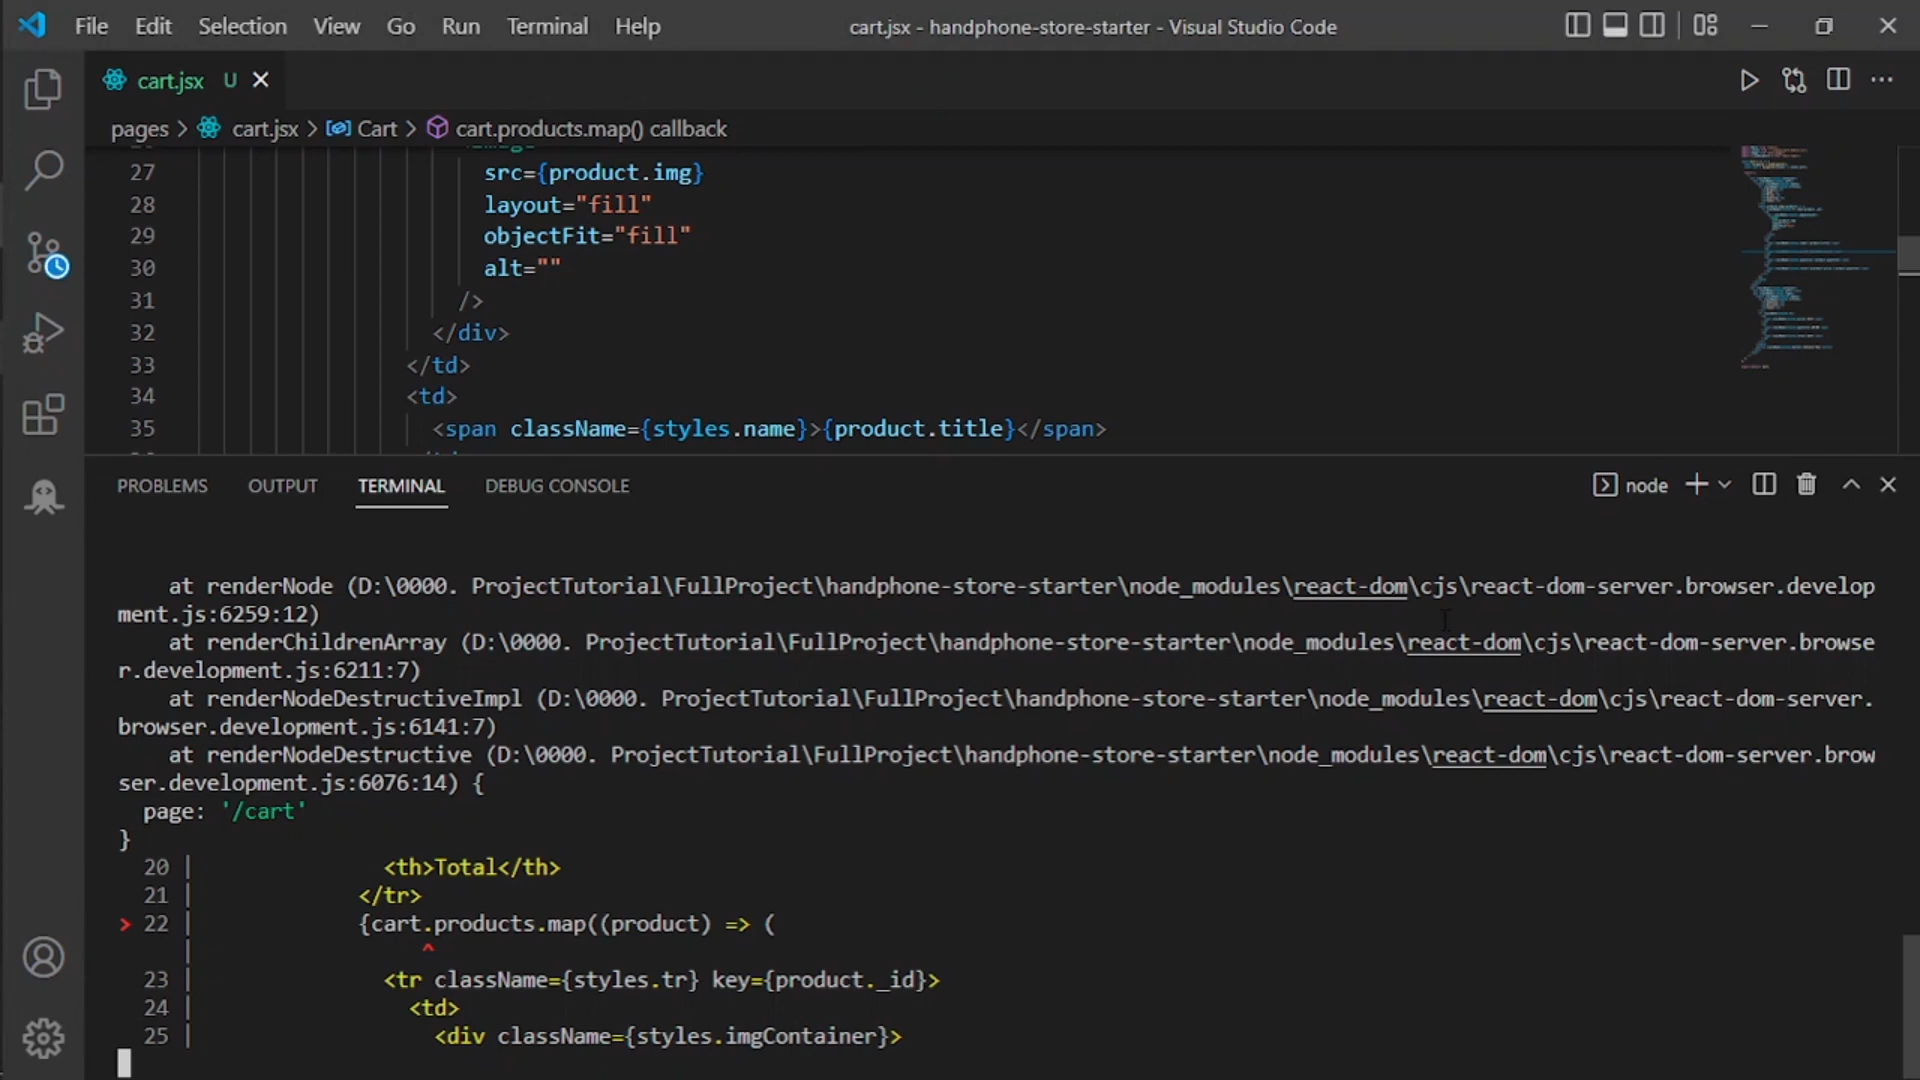 File Edit Selection View Go Run Terminal Help cart.jsx - handphone-store-starter - Visual Studio Code
cart.jsx U
pages > cart.jsx > Cart > cart.products.map() callback
27 src={product.img}
28 layout="fill"
29 objectFit="fill"
30 alt=""
31 />
32 </div>
33 </td>
34 <td>
35 <span className={styles.name}>{product.title}</span>
PROBLEMS OUTPUT TERMINAL DEBUG CONSOLE node
at renderNode (D:\0000. ProjectTutorial\FullProject\handphone-store-starter\node_modules\react-dom\cjs\react-dom-server.browser.develop
ment.js:6259:12)
at renderChildrenArray (D:\0000. ProjectTutorial\FullProject\handphone-store-starter\node_modules\react-dom\cjs\react-dom-server.browse
r.development.js:6211:7)
at renderNodeDestructiveImpl (D:\0000. ProjectTutorial\FullProject\handphone-store-starter\node_modules\react-dom\cjs\react-dom-server.
browser.development.js:6141:7)
at renderNodeDestructive (D:\0000. ProjectTutorial\FullProject\handphone-store-starter\node_modules\react-dom\cjs\react-dom-server.brow
ser.development.js:6076:14) {
page: '/cart'
}
20 | <th>Total</th>
21 | </tr>
> 22 | {cart.products.map((product) => (
| ^
23 | <tr className={styles.tr} key={product._id}>
24 | <td>
25 | <div className={styles.imgContainer}>